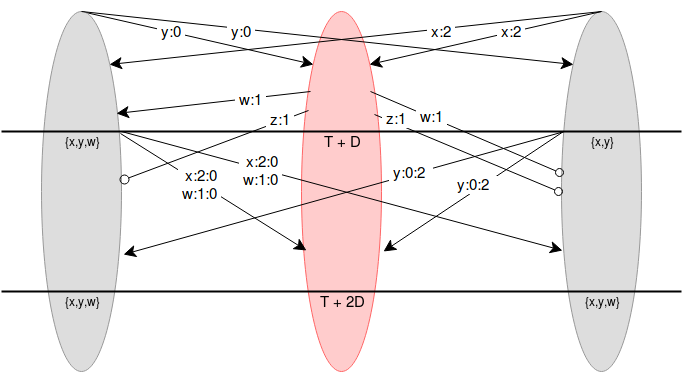 y:0
y:0
x:2
x:2
w:1
z:1
z:1
w:1
{x,y,w}
T + D
{x,y}
x:2:0
w:1:0
x:2:0
w:1:0
y:0:2
y:0:2
{x,y,w}
T + 2D
{x,y,w}